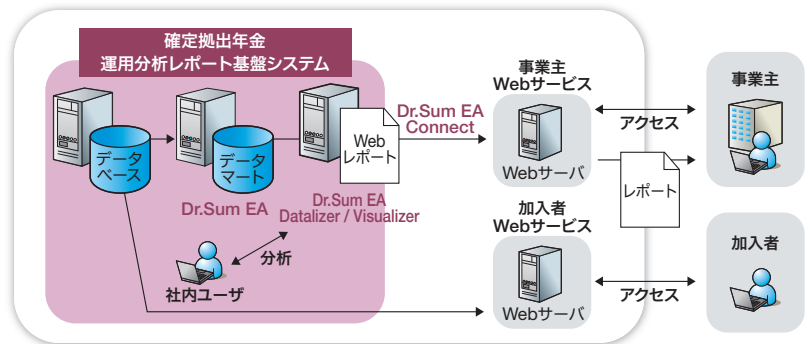 確定拠出年金
運用分析レポート基盤システム
データ
ベース
データ
マート
Web
レポート
Dr.Sum EA
Dr.Sum EA
Datalizer / Visualizer
分析
社内ユーザ
Dr.Sum EA
Connect
事業主
Webサービス
Webサーバ
加入者
Webサービス
Webサーバ
アクセス
レポート
アクセス
事業主
加入者